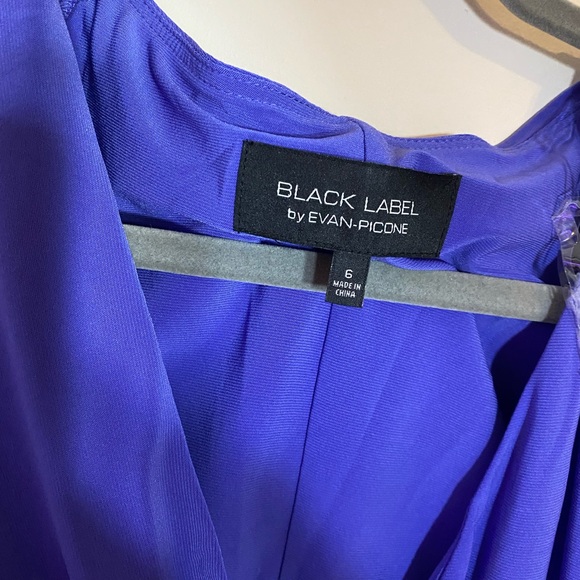 BLACK LABEL
by EVAN-PICONE
6
MADE IN
CHINA